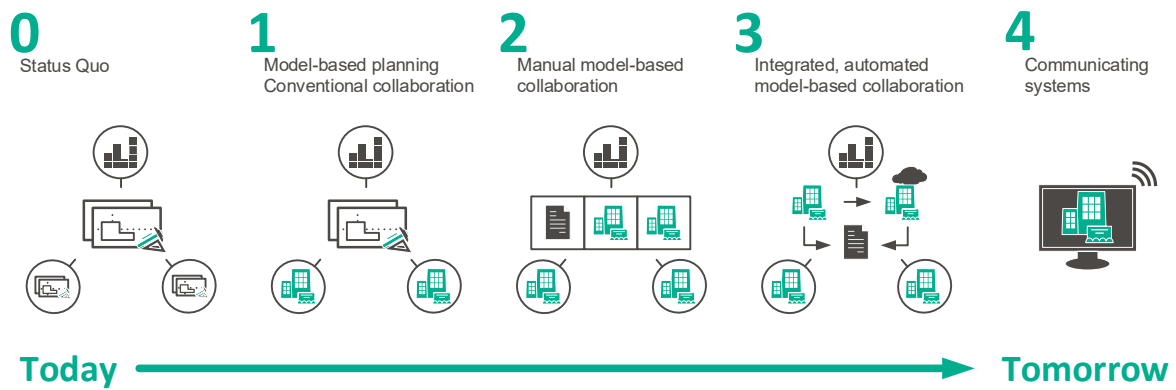 0
Status Quo
1
Model-based planning
Conventional collaboration
2
Manual model-based
collaboration
3
Integrated, automated
model-based collaboration
4
Communicating
systems
Today
Tomorrow